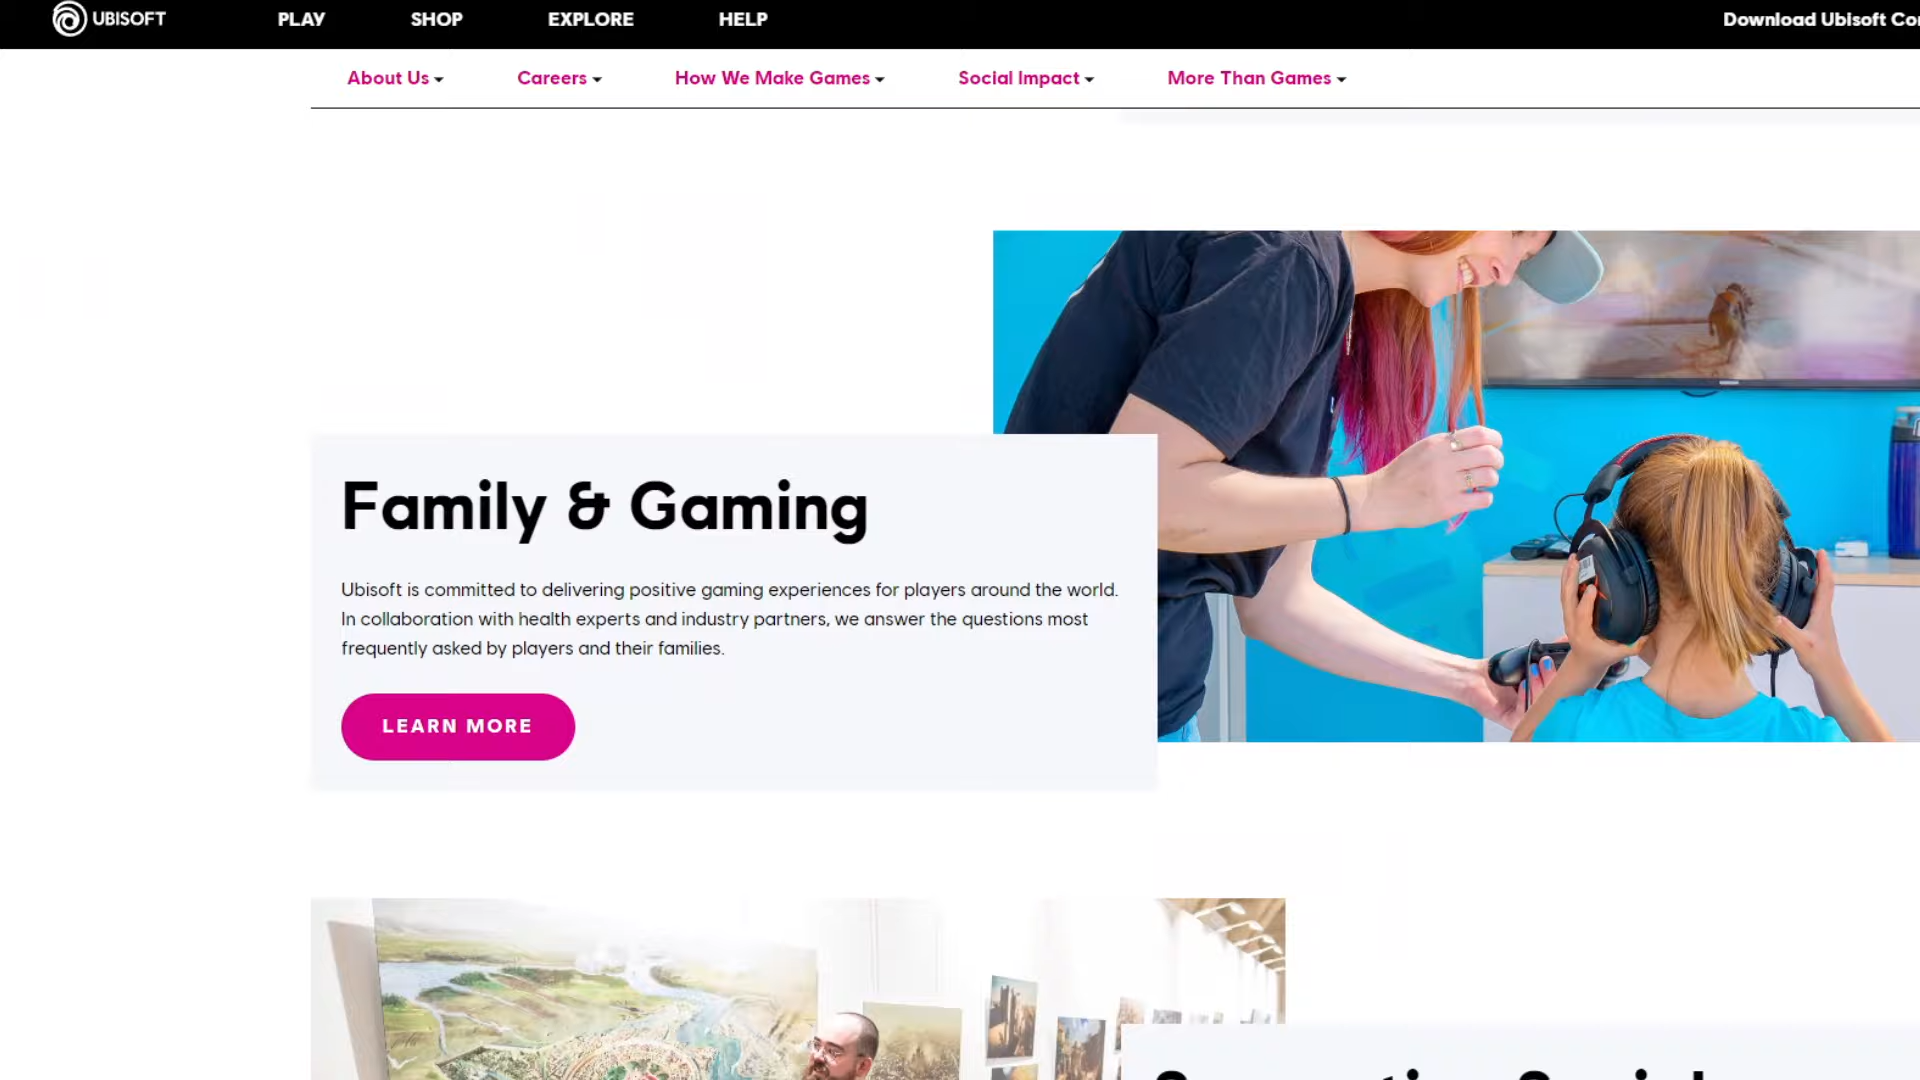 UBISOFT PLAY SHOP EXPLORE HELP Download Ubisoft
About Us Careers How We Make Games Social Impact More Than Games
Family & Gaming
Ubisoft is committed to delivering positive gaming experiences for players around the world.
In collaboration with health experts and industry partners, we answer the questions most
frequently asked by players and their families.
LEARN MORE